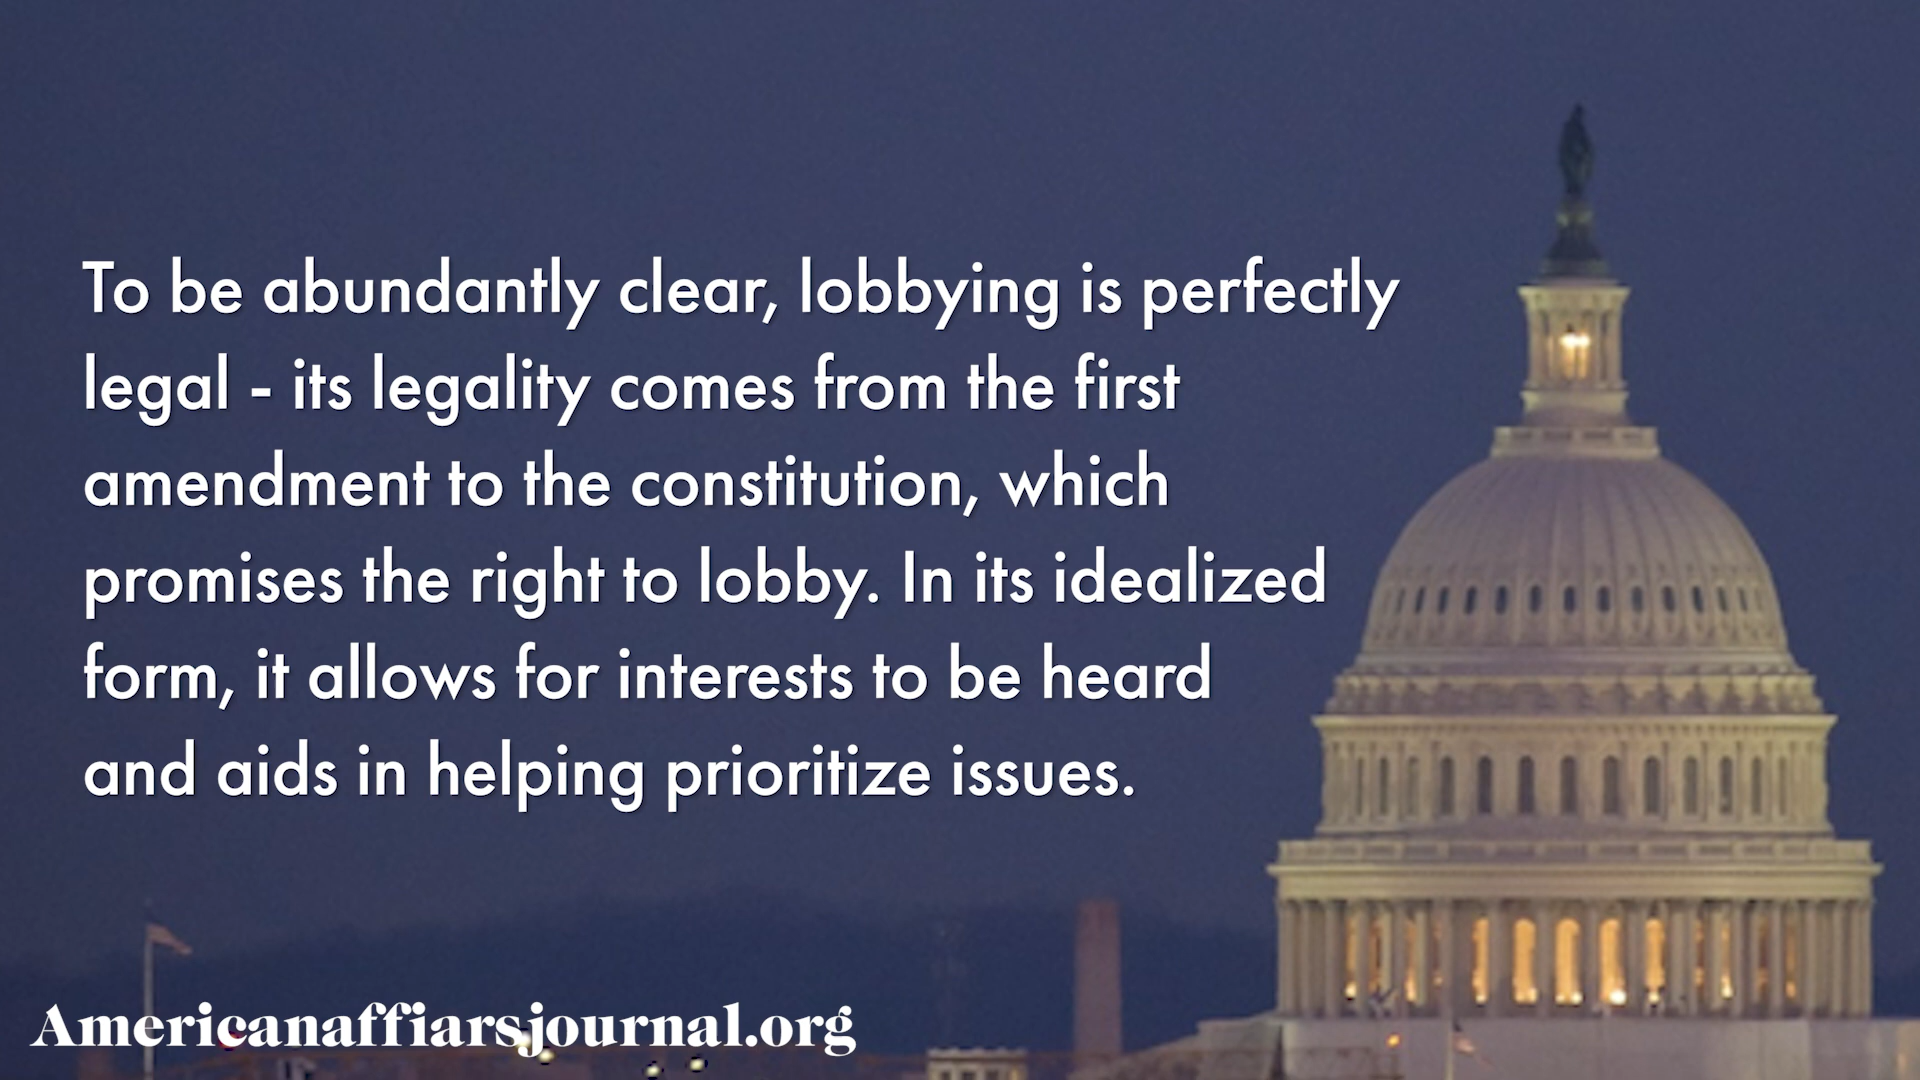 To be abundantly clear, lobbying is perfectly
legal - its legality comes from the first
amendment to the constitution, which
promises the right to lobby. In its idealized
form, it allows for interests to be heard
and aids in helping prioritize issues.
Americanaffiarsjournal.org